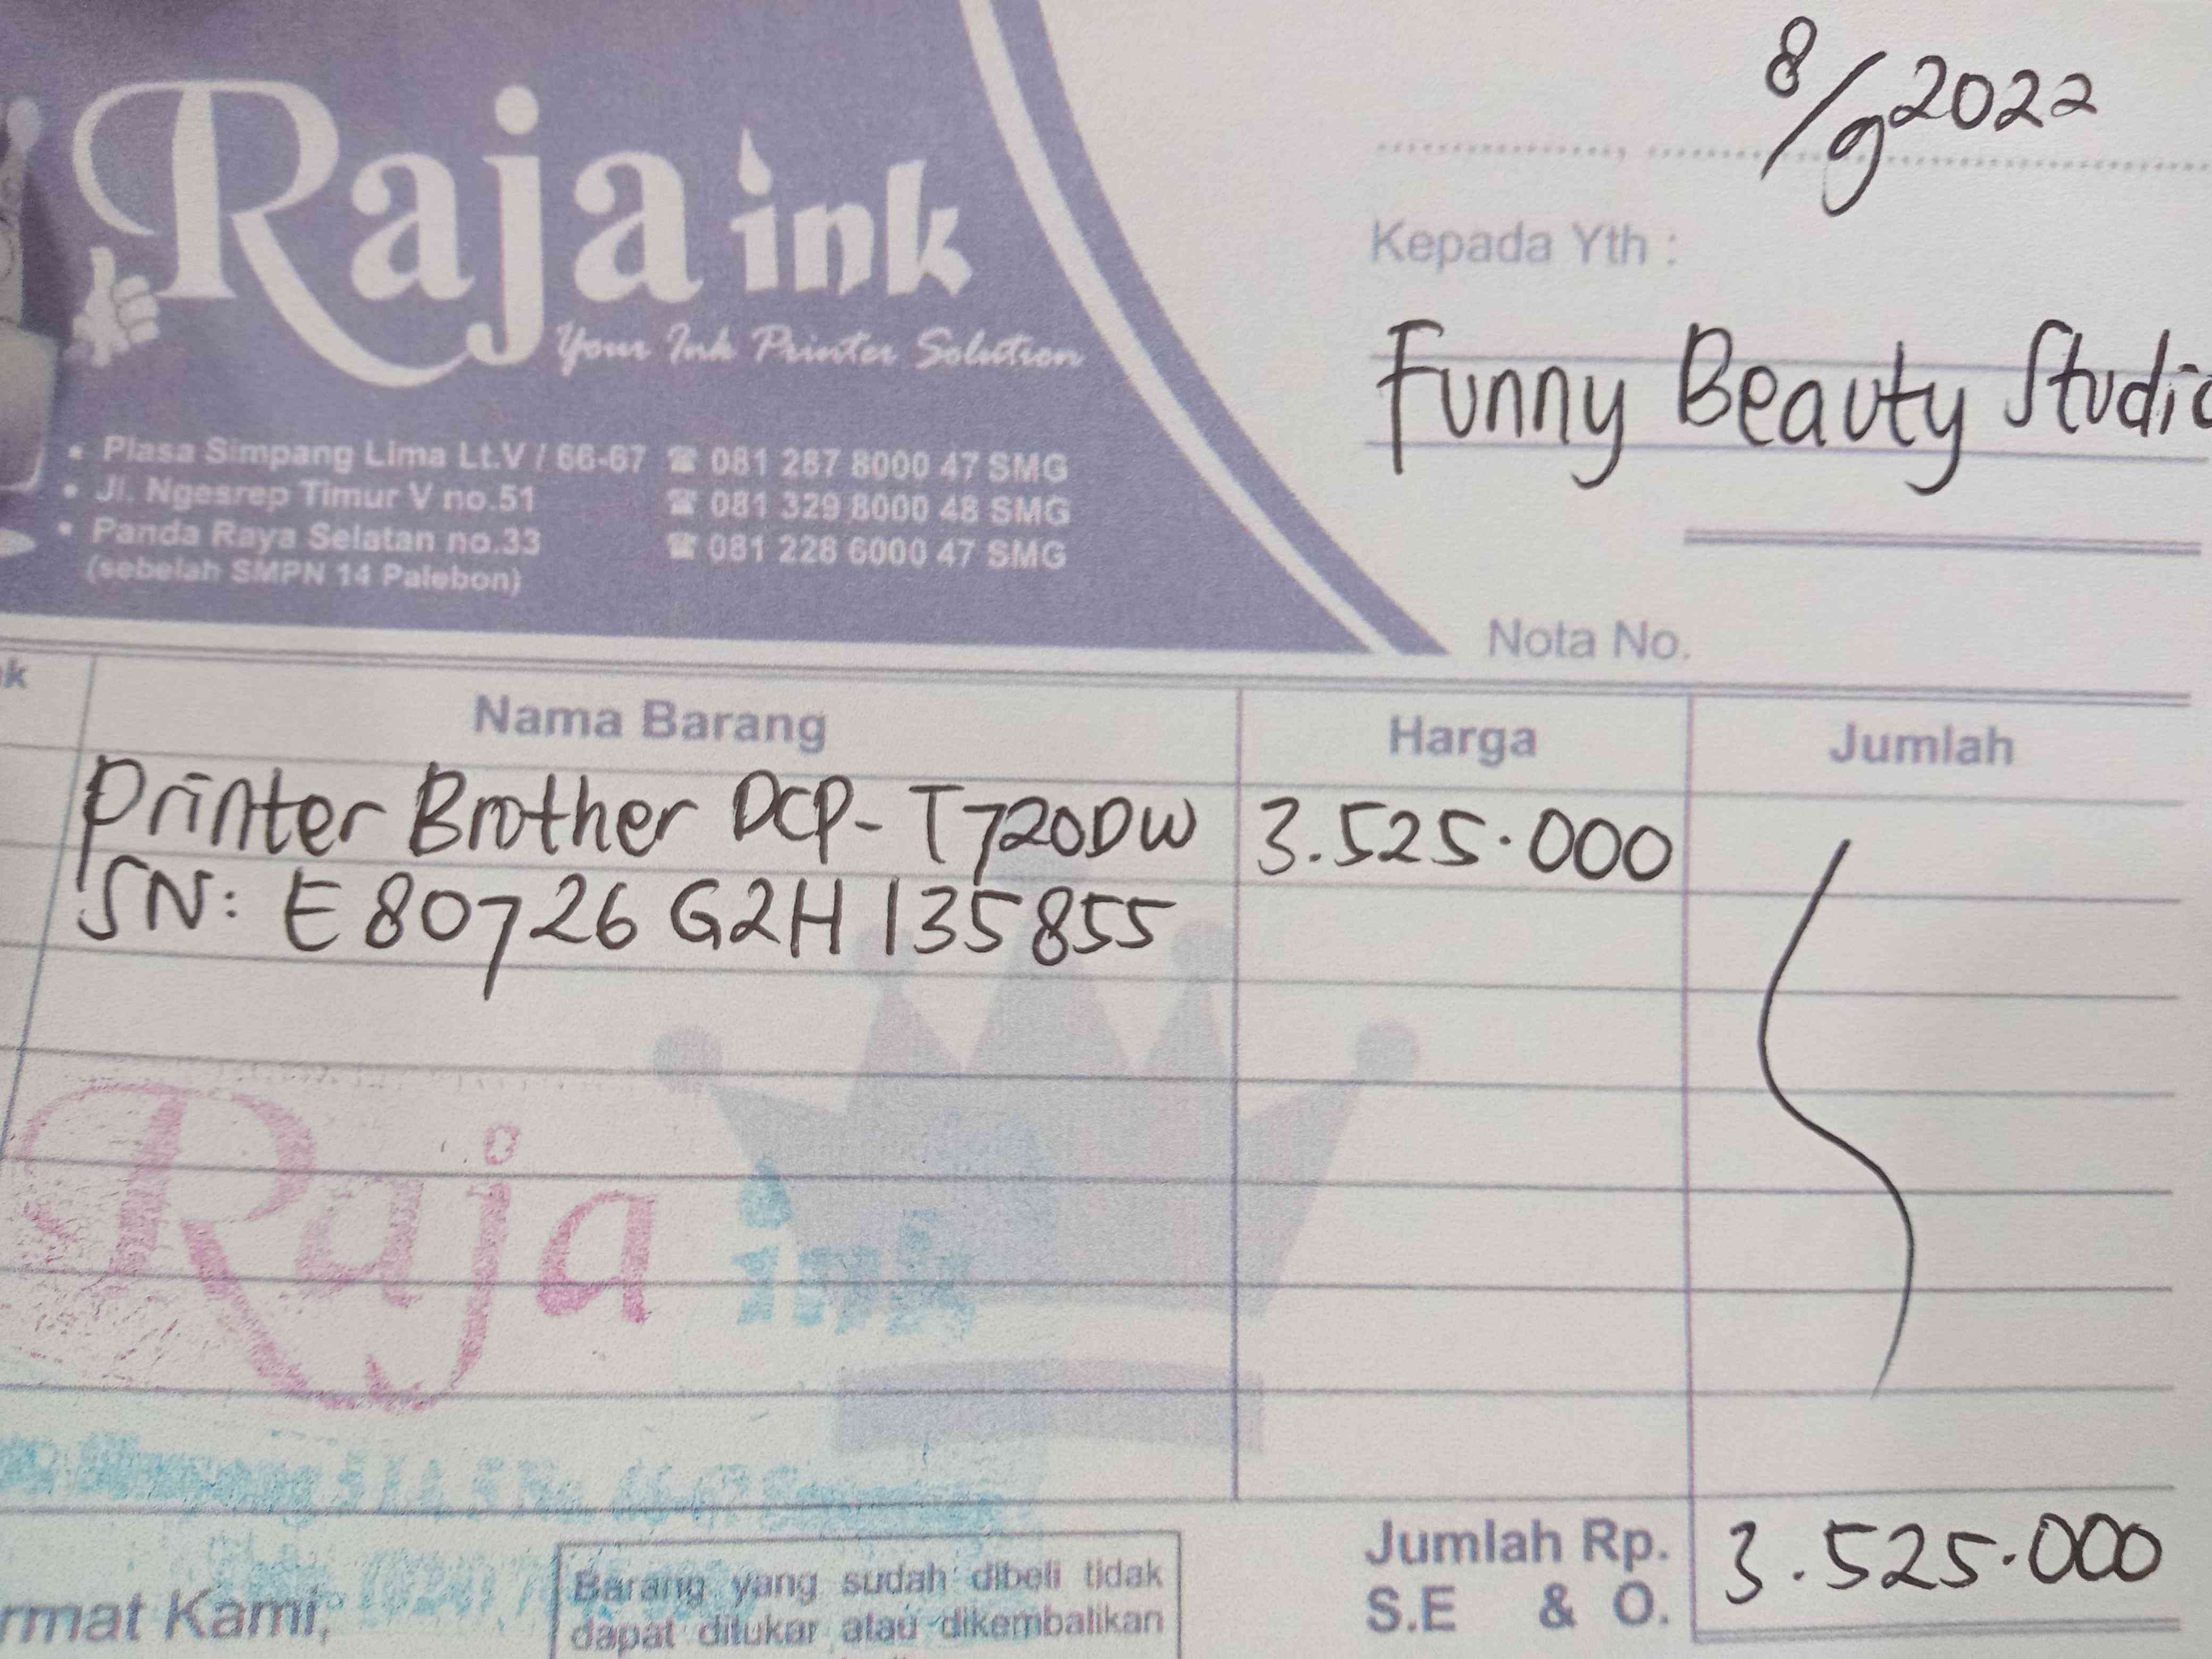 Raja ink
Your Ink Printer Solution
• Plasa Simpang Lima Lt.V / 66-67 ☎ 081 287 8000 47 SMG
• Jl. Ngesrep Timur V no.51 ☎ 081 329 8000 48 SMG
• Panda Raya Selatan no.33 ☎ 081 228 6000 47 SMG
(sebelah SMPN 14 Palebon)
8/9 2022
Kepada Yth :
Funny Beauty Studio
Nota No.
k Nama Barang Harga Jumlah
Printer Brother DCP-T720DW 3.525.000
SN: E80726G2H135855
Raja ink
Jumlah Rp. 3.525.000
S.E & O.
rmat Kami,
Barang yang sudah dibeli tidak
dapat ditukar atau dikembalikan